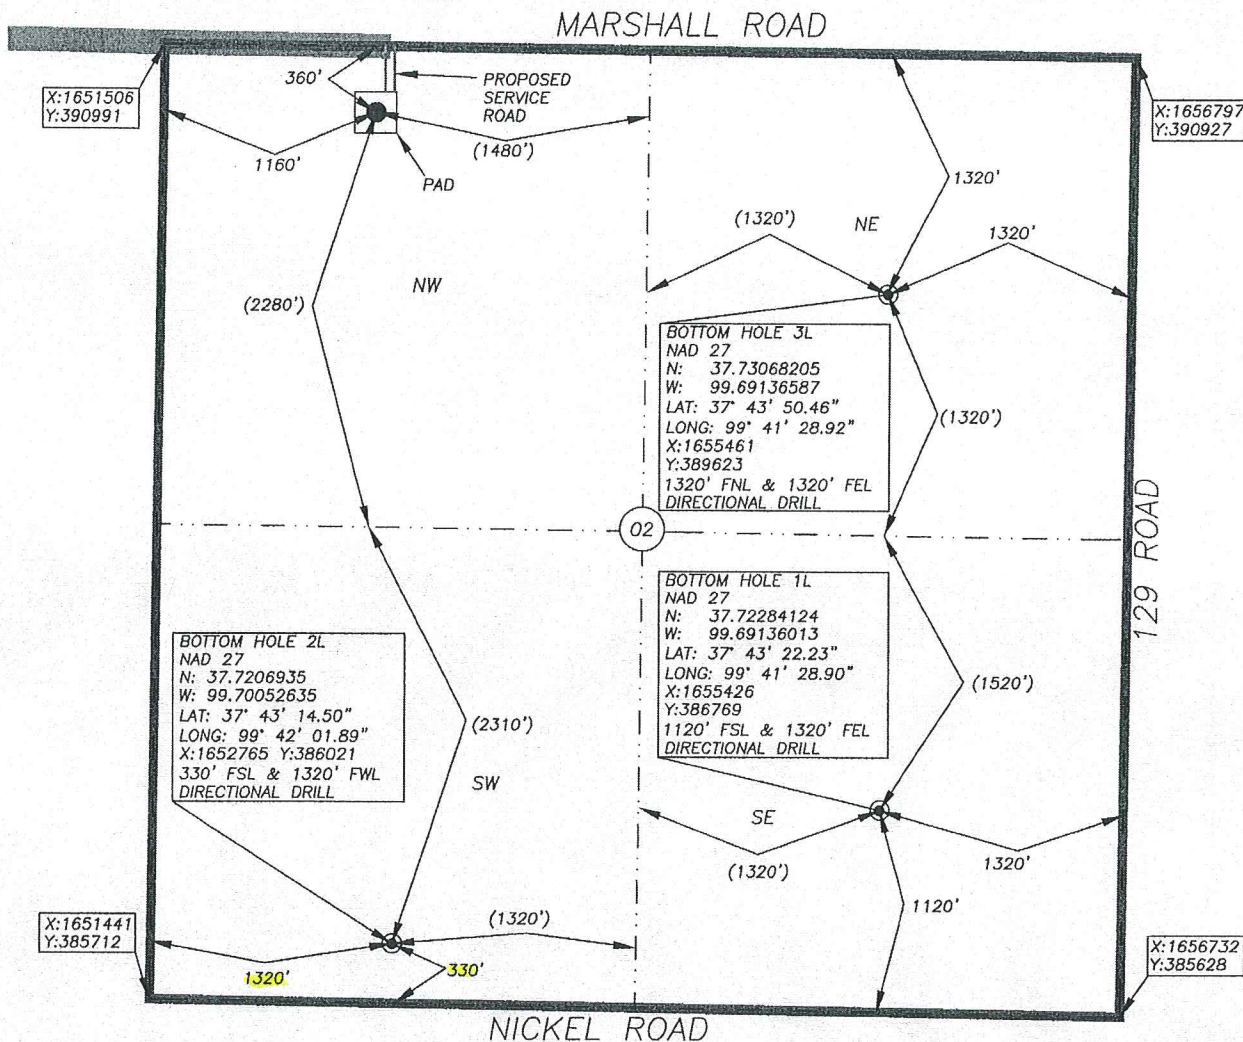 MARSHALL ROAD
X:1651506
Y:390991
360'
PROPOSED
SERVICE
ROAD
X:1656797
Y:390927
1160'
(1480')
PAD
1320'
(1320')
NE
1320'
NW
(2280')
BOTTOM HOLE 3L
NAD 27
N: 37.73068205
W: 99.69136587
LAT: 37° 43' 50.46"
LONG: 99° 41' 28.92"
X:1655461
Y:389623
1320' FNL & 1320' FEL
DIRECTIONAL DRILL
(1320')
129 ROAD
02
BOTTOM HOLE 1L
NAD 27
N: 37.72284124
W: 99.69136013
LAT: 37° 43' 22.23"
LONG: 99° 41' 28.90"
X:1655426
Y:386769
1120' FSL & 1320' FEL
DIRECTIONAL DRILL
BOTTOM HOLE 2L
NAD 27
N: 37.7206935
W: 99.70052635
LAT: 37° 43' 14.50"
LONG: 99° 42' 01.89"
X:1652765 Y:386021
330' FSL & 1320' FWL
DIRECTIONAL DRILL
(1520')
(2310')
SW
SE
(1320')
1320'
1120'
X:1651441
Y:385712
(1320')
1320'
330'
X:1656732
Y:385628
NICKEL ROAD